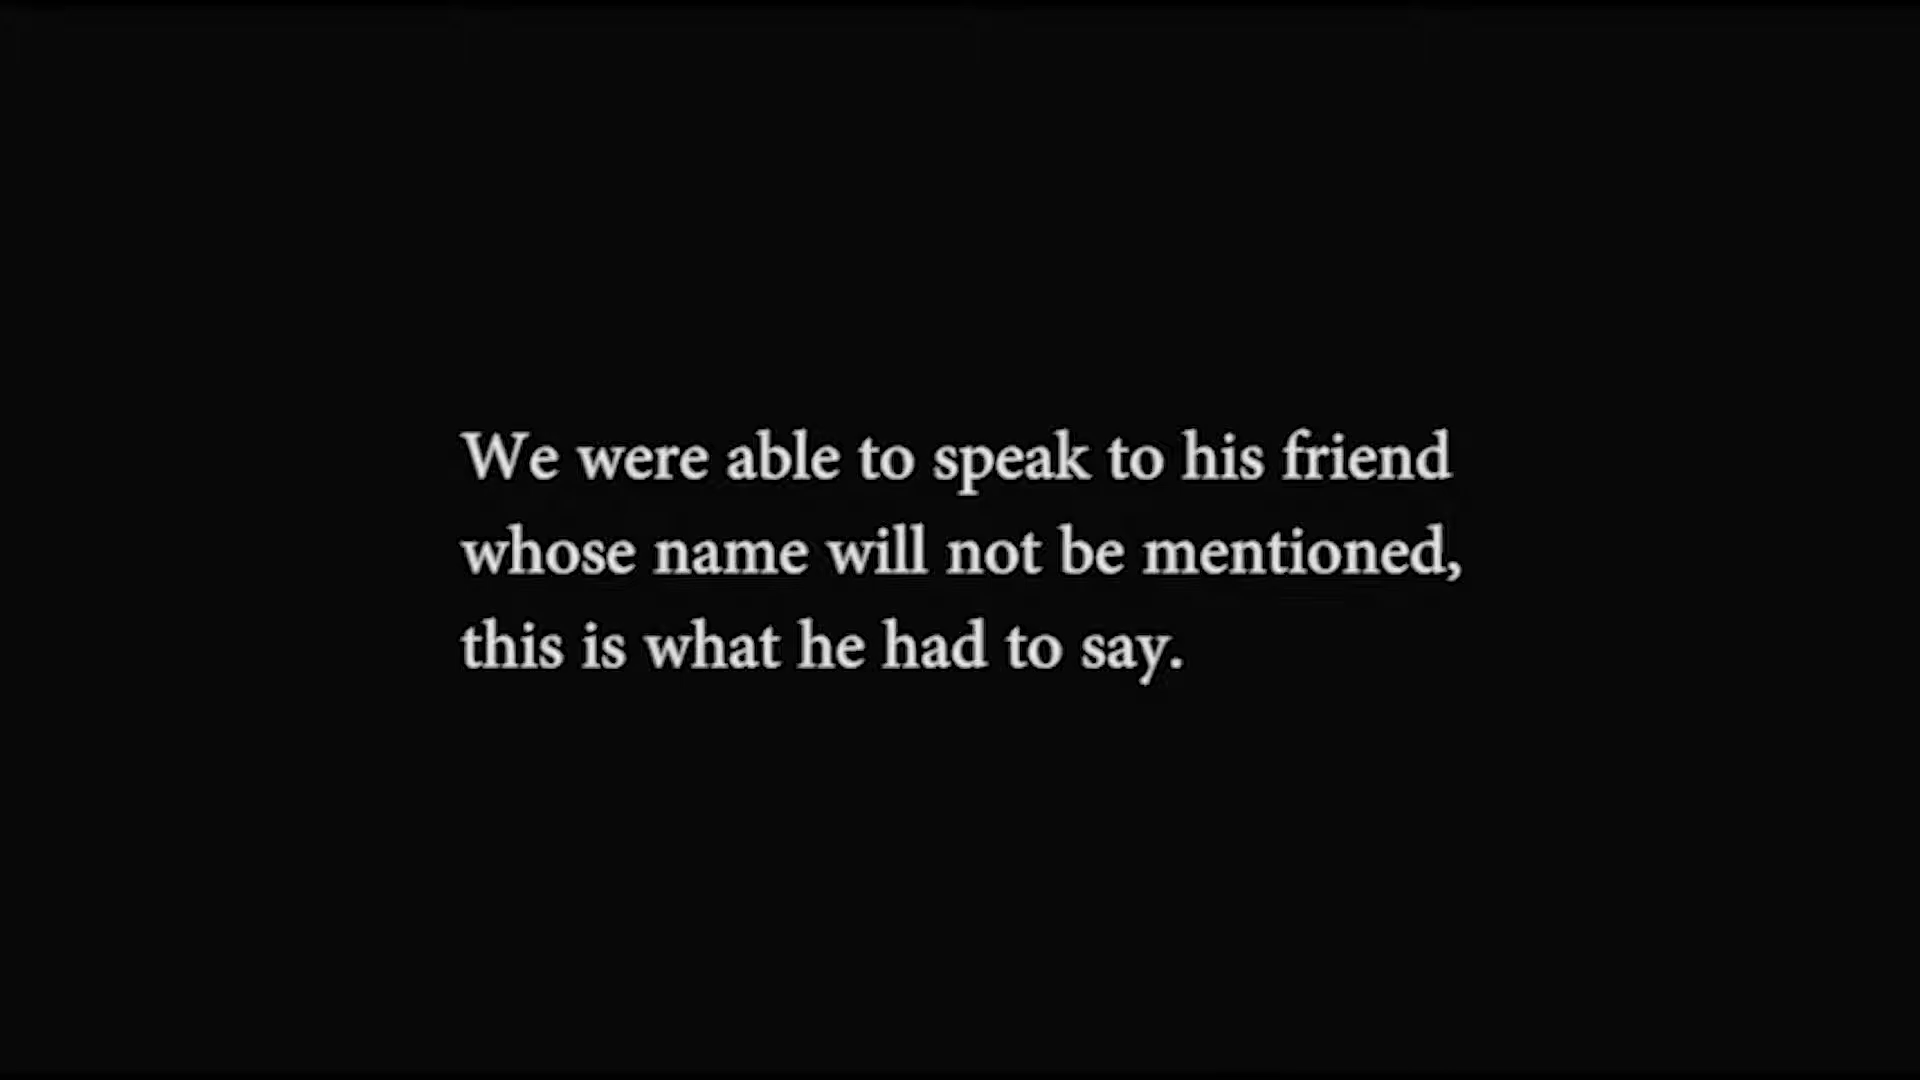 We were able to speak to his friend
whose name will not be mentioned,
this is what he had to say.